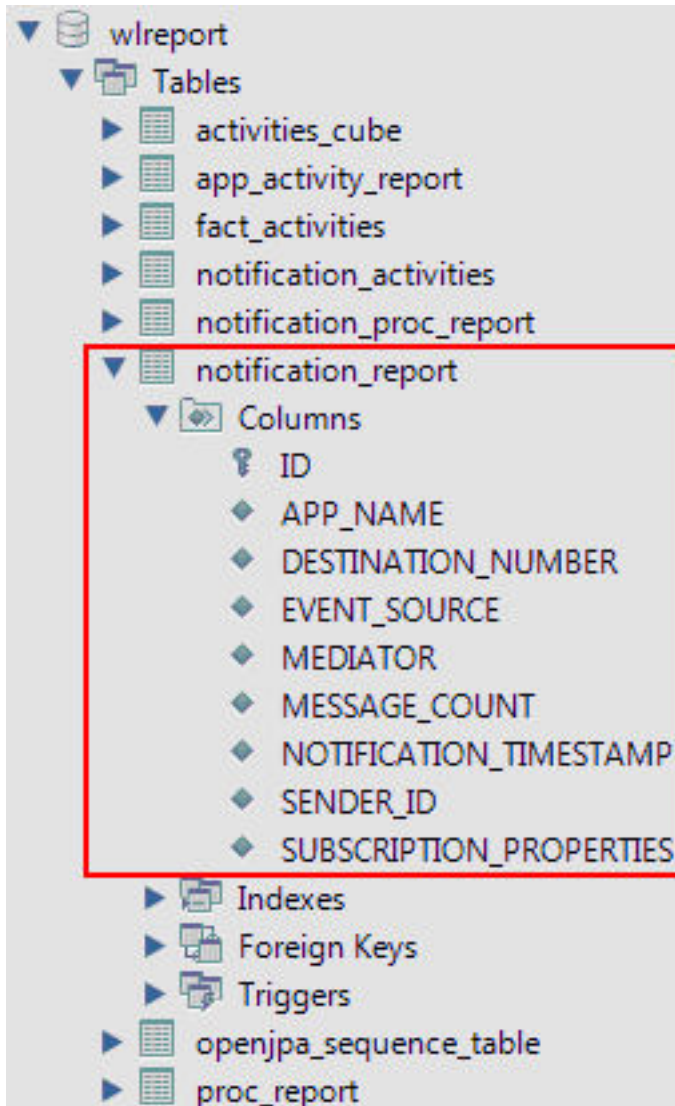 wlreport
Tables
activities_cube
app_activity_report
fact_activities
notification_activities
notification_proc_report
notification_report
Columns
ID
APP_NAME
DESTINATION_NUMBER
EVENT_SOURCE
MEDIATOR
MESSAGE_COUNT
NOTIFICATION_TIMESTAMP
SENDER_ID
SUBSCRIPTION_PROPERTIES
Indexes
Foreign Keys
Triggers
openjpa_sequence_table
proc_report